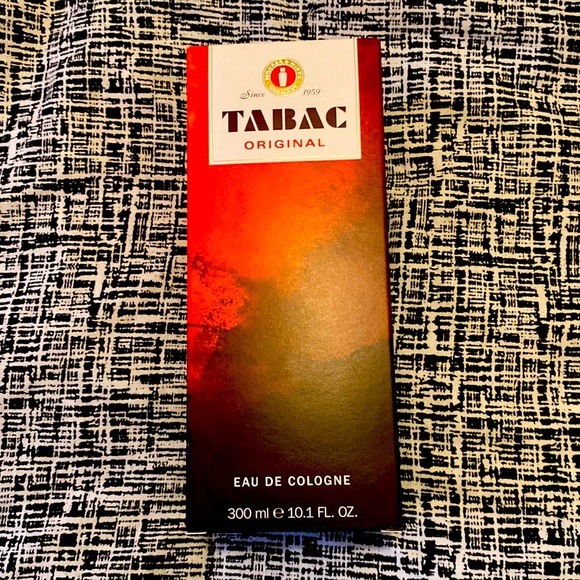 Since 1959
TABAC
ORIGINAL
EAU DE COLOGNE
300 ml ℮ 10.1 FL. OZ.